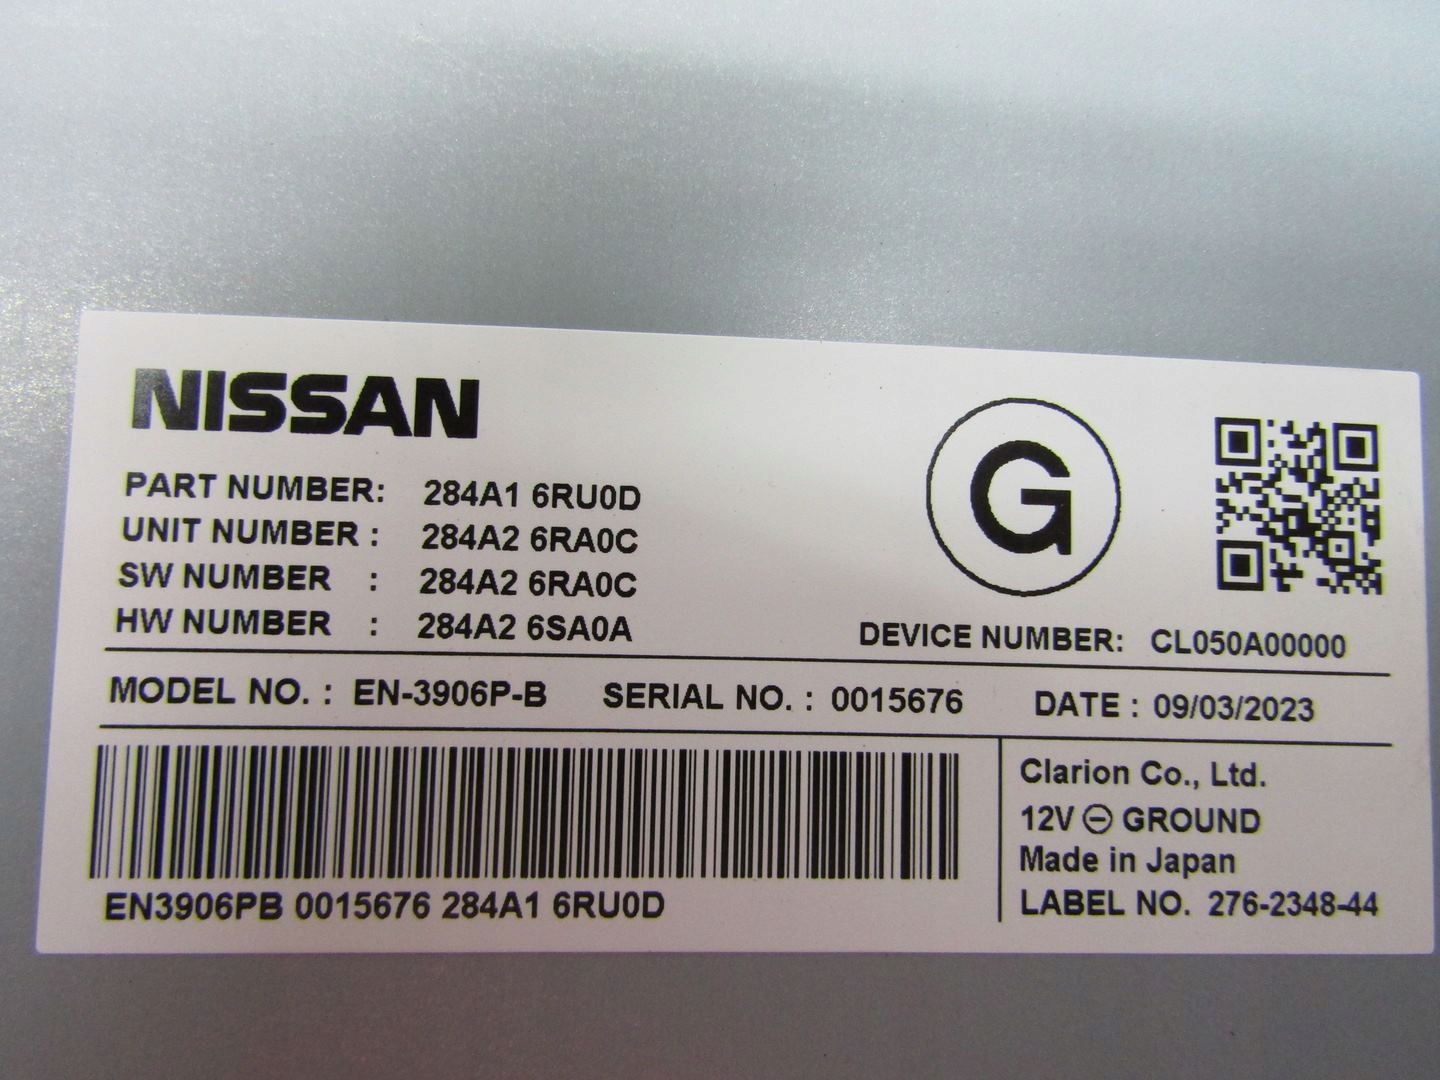 NISSAN
PART NUMBER: 284A1 6RU0D
UNIT NUMBER : 284A2 6RA0C
SW NUMBER : 284A2 6RA0C
HW NUMBER : 284A2 6SA0A
G
DEVICE NUMBER: CL050A00000
MODEL NO. : EN-3906P-B SERIAL NO. : 0015676 DATE : 09/03/2023
EN3906PB 0015676 284A1 6RU0D
Clarion Co., Ltd.
12V ⊖ GROUND
Made in Japan
LABEL NO. 276-2348-44